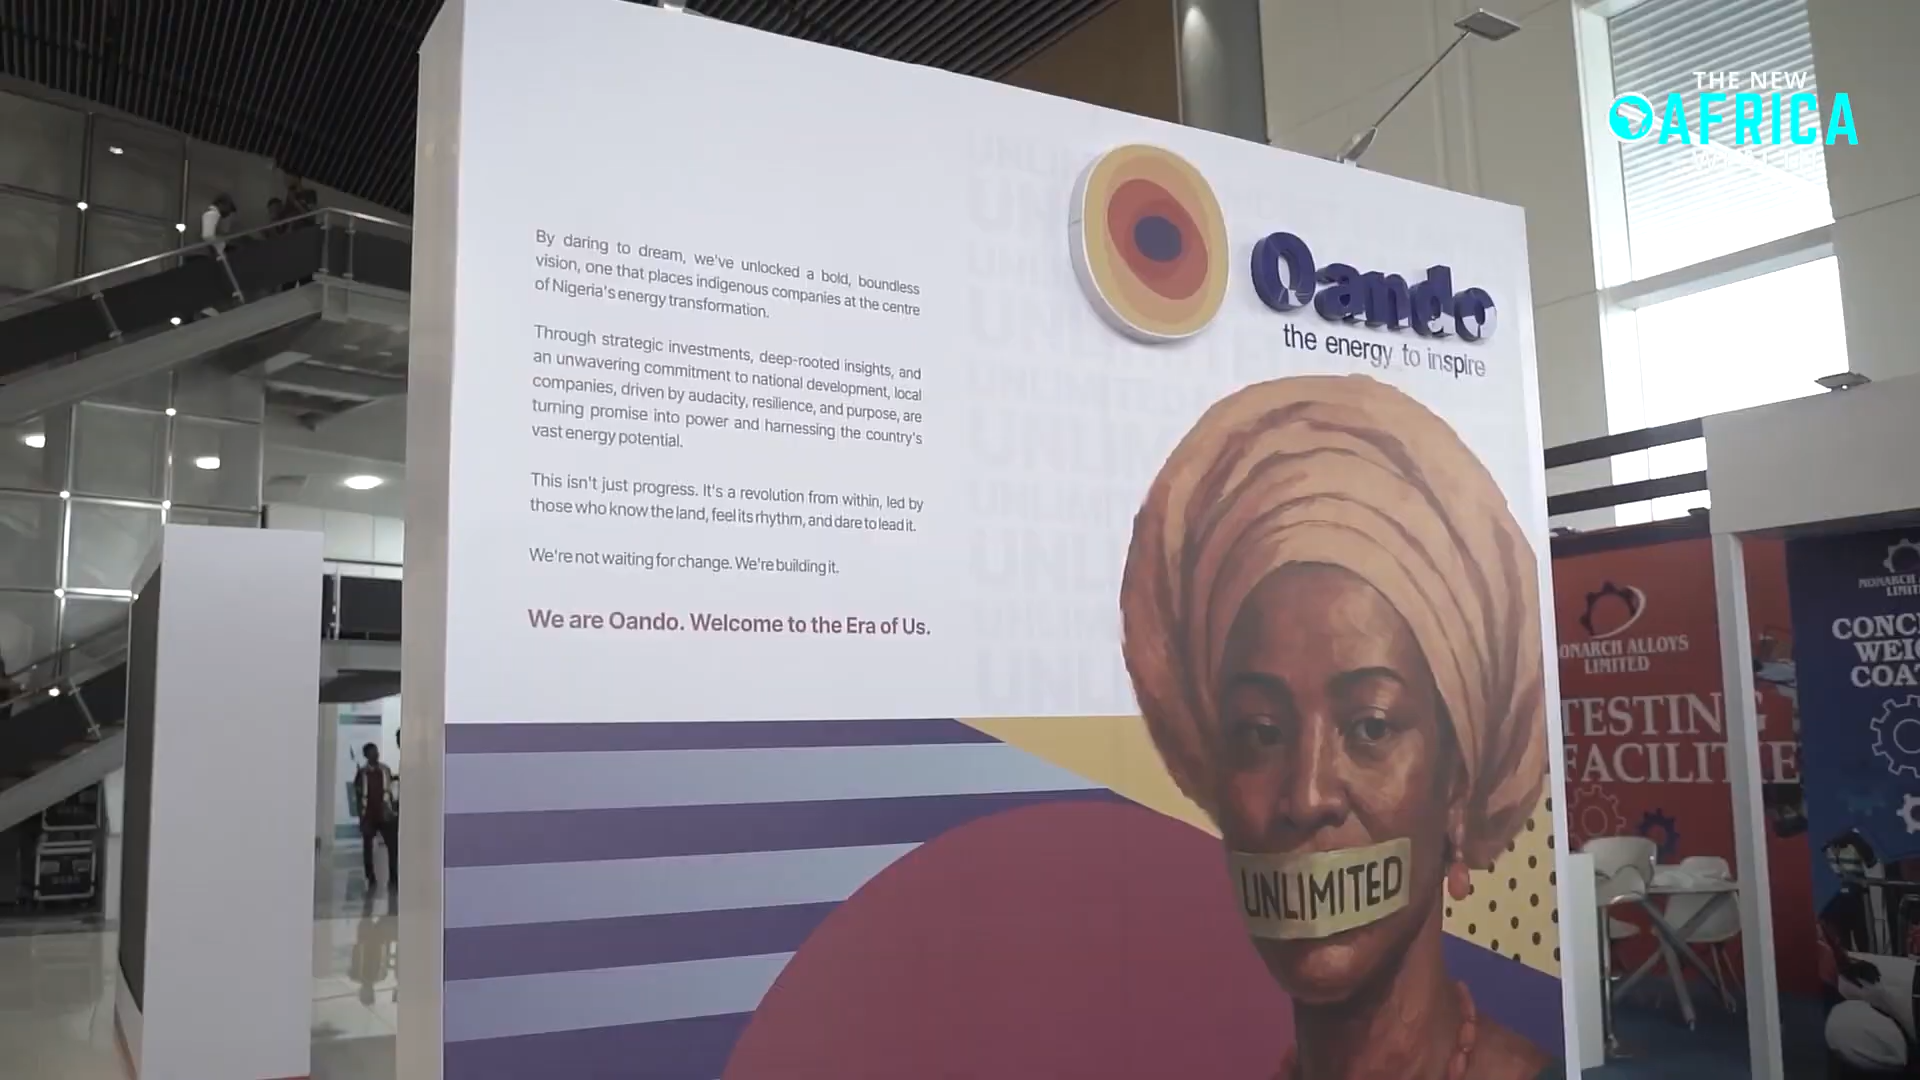 THE NEW
AFRICA
By daring to dream, we've unlocked a bold, boundless
vision, one that places indigenous companies at the centre
of Nigeria's energy transformation.
Through strategic investments, deep-rooted insights, and
an unwavering commitment to national development, local
companies, driven by audacity, resilience, and purpose, are
turning promise into power and harnessing the country's
vast energy potential.
This isn't just progress. It's a revolution from within, led by
those who know the land, feel its rhythm, and dare to lead it.
We're not waiting for change. We're building it.
We are Oando. Welcome to the Era of Us.
Oando
the energy to inspire
UNLIMITED
ONARCH ALLOYS
LIMITED
TESTING
FACILITIE
MONARCH A
LIMIT
CONC
WEIG
COA